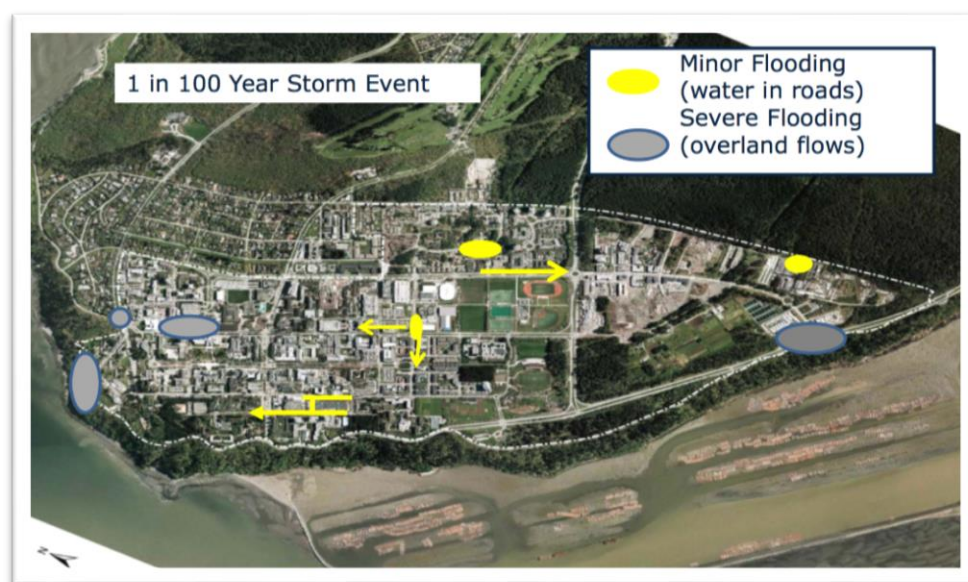 1 in 100 Year Storm Event
Minor Flooding
(water in roads)
Severe Flooding
(overland flows)
N